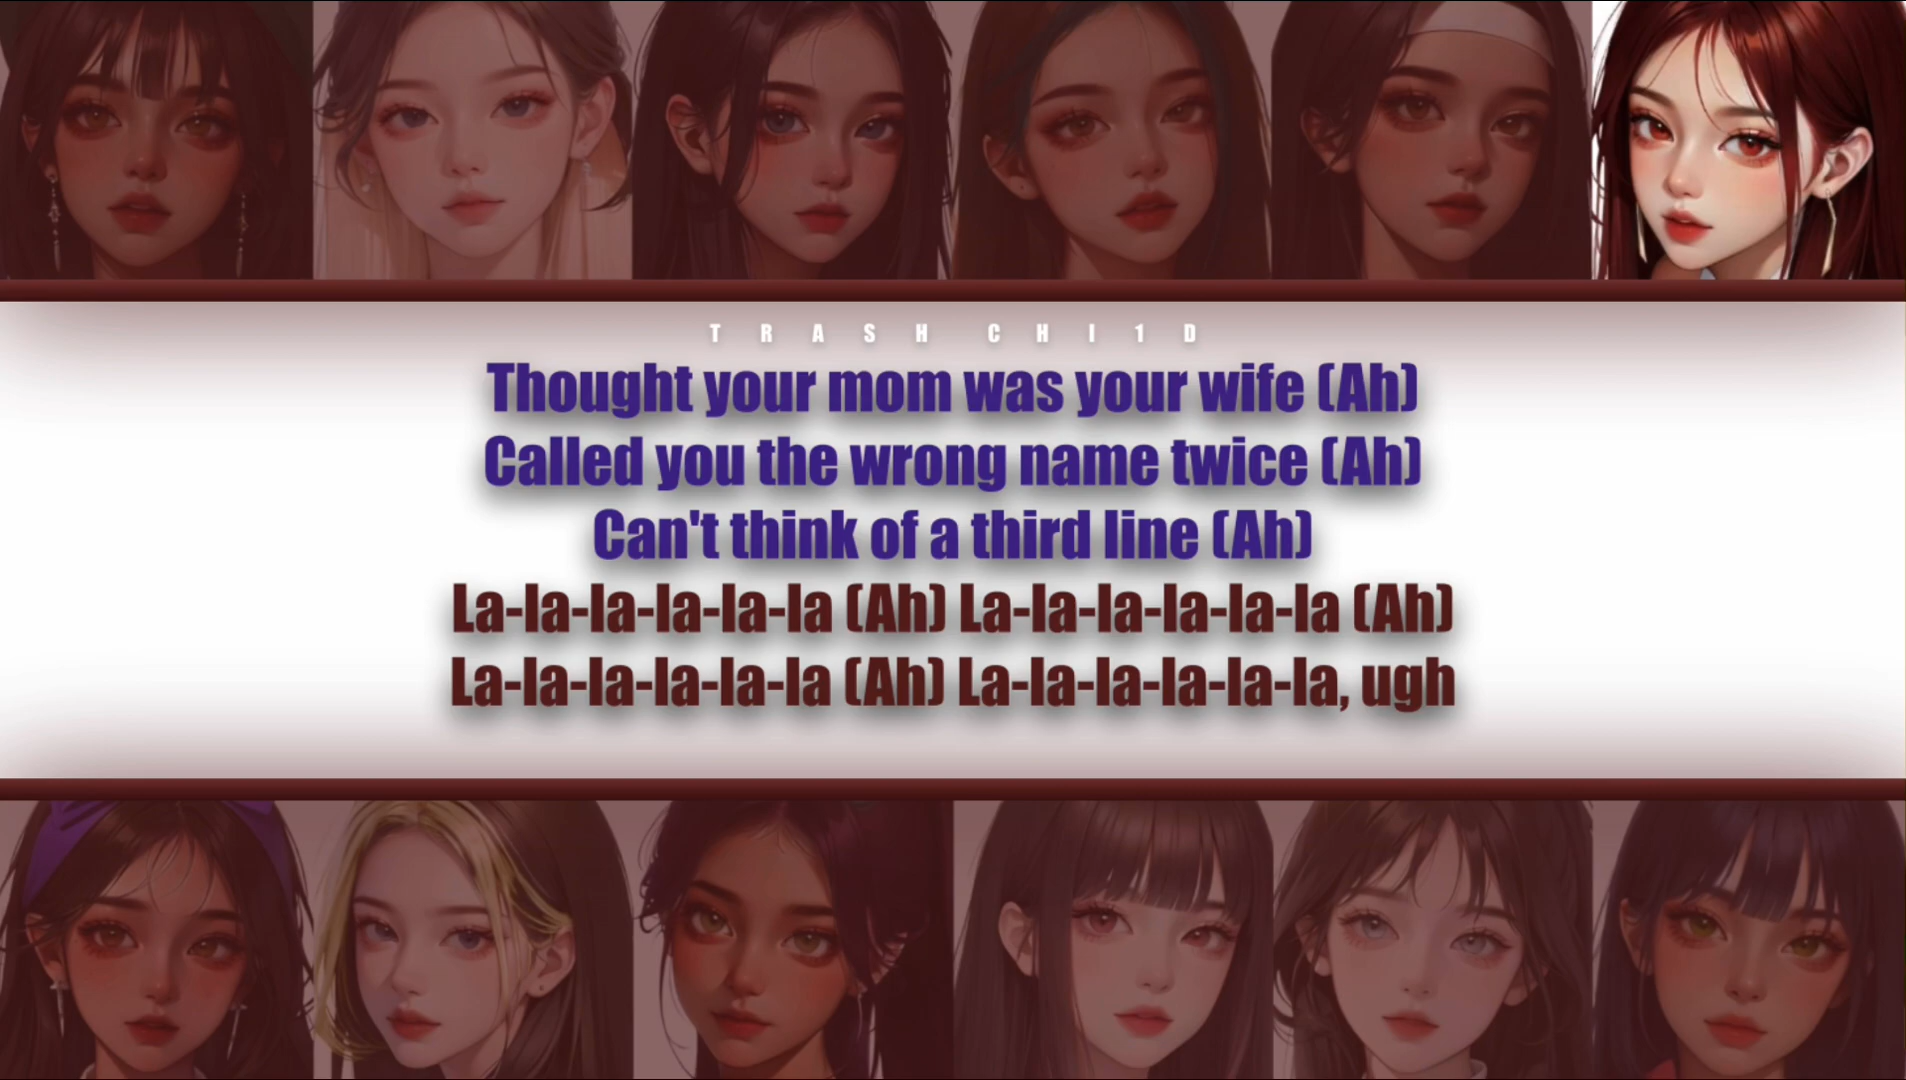 TRASH CHI1D
Thought your mom was your wife (Ah)
Called you the wrong name twice (Ah)
Can't think of a third line (Ah)
La-la-la-la-la-la (Ah) La-la-la-la-la-la (Ah)
La-la-la-la-la-la (Ah) La-la-la-la-la-la, ugh